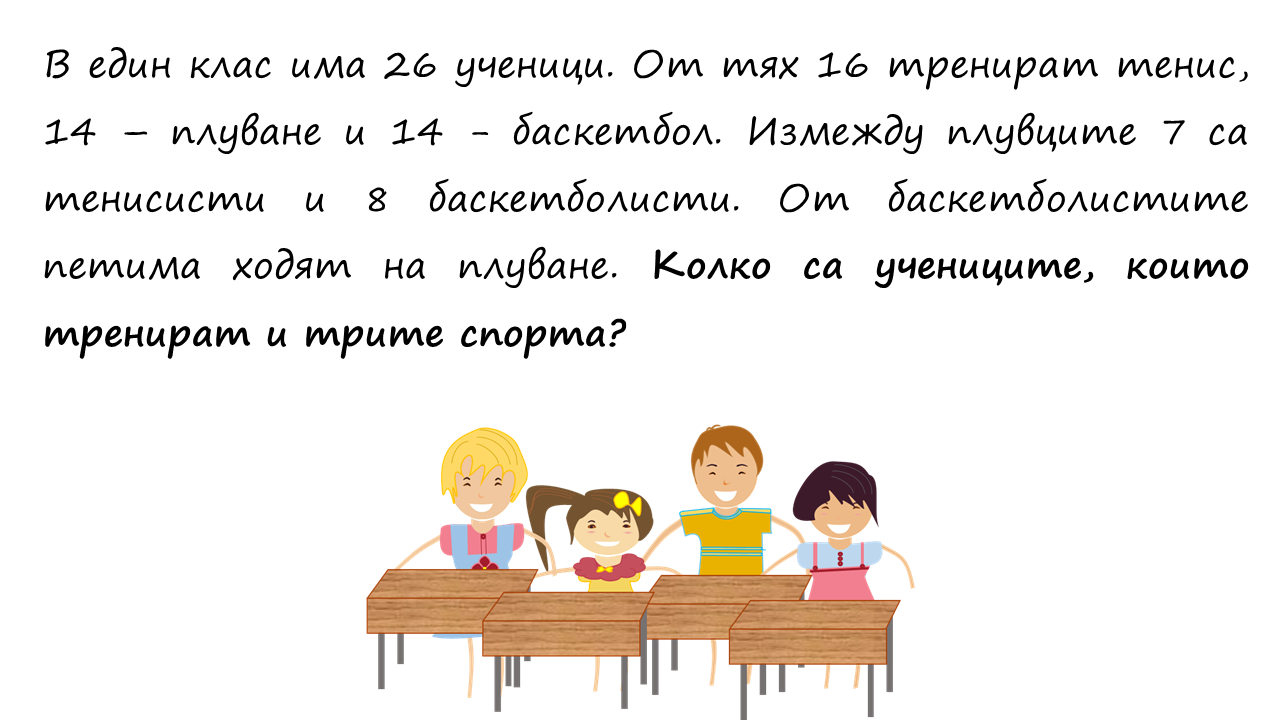 В един клас има 26 ученици. От тях 16 тренират тенис,
14 – плуване и 14 - баскетбол. Измежду плувците 7 са
тенисисти и 8 баскетболисти. От баскетболистите
петима ходят на плуване. Колко са учениците, които
тренират и трите спорта?